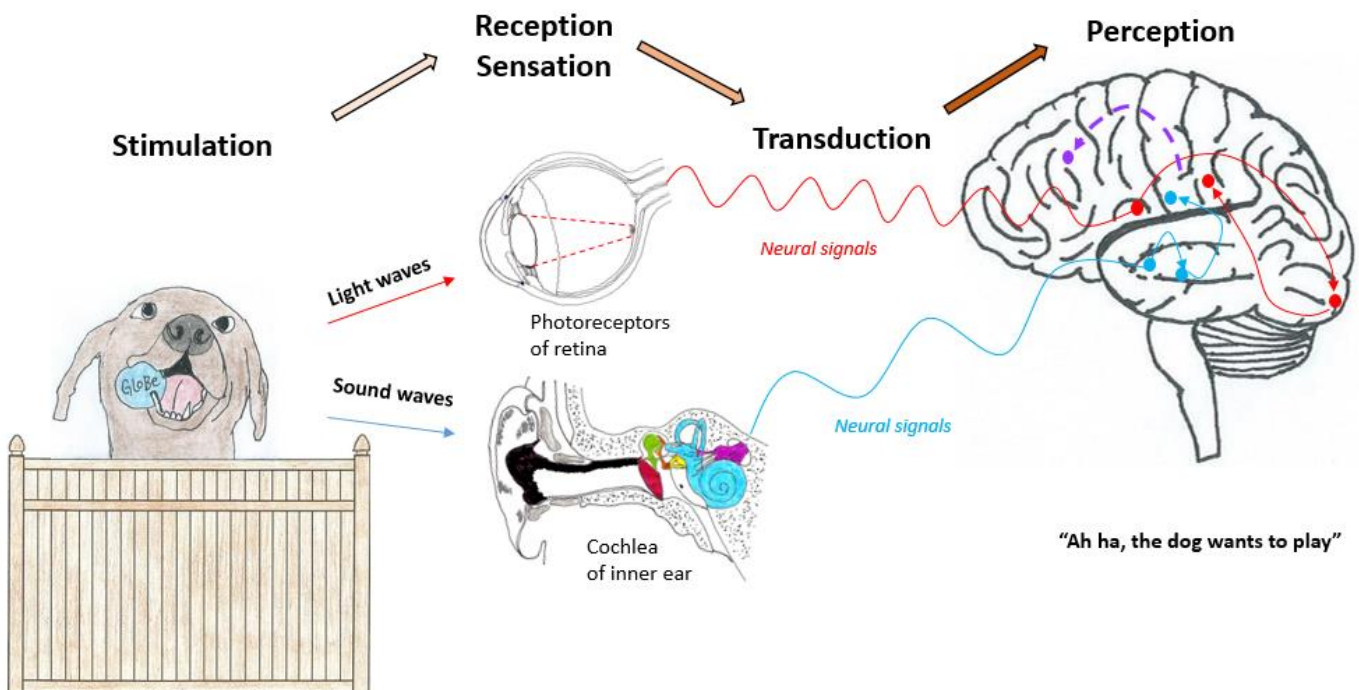 Reception
Sensation
Perception
Stimulation
Transduction
Neural signals
Light waves
Photoreceptors
of retina
GloBe
Sound waves
Neural signals
Cochlea
of inner ear
“Ah ha, the dog wants to play”